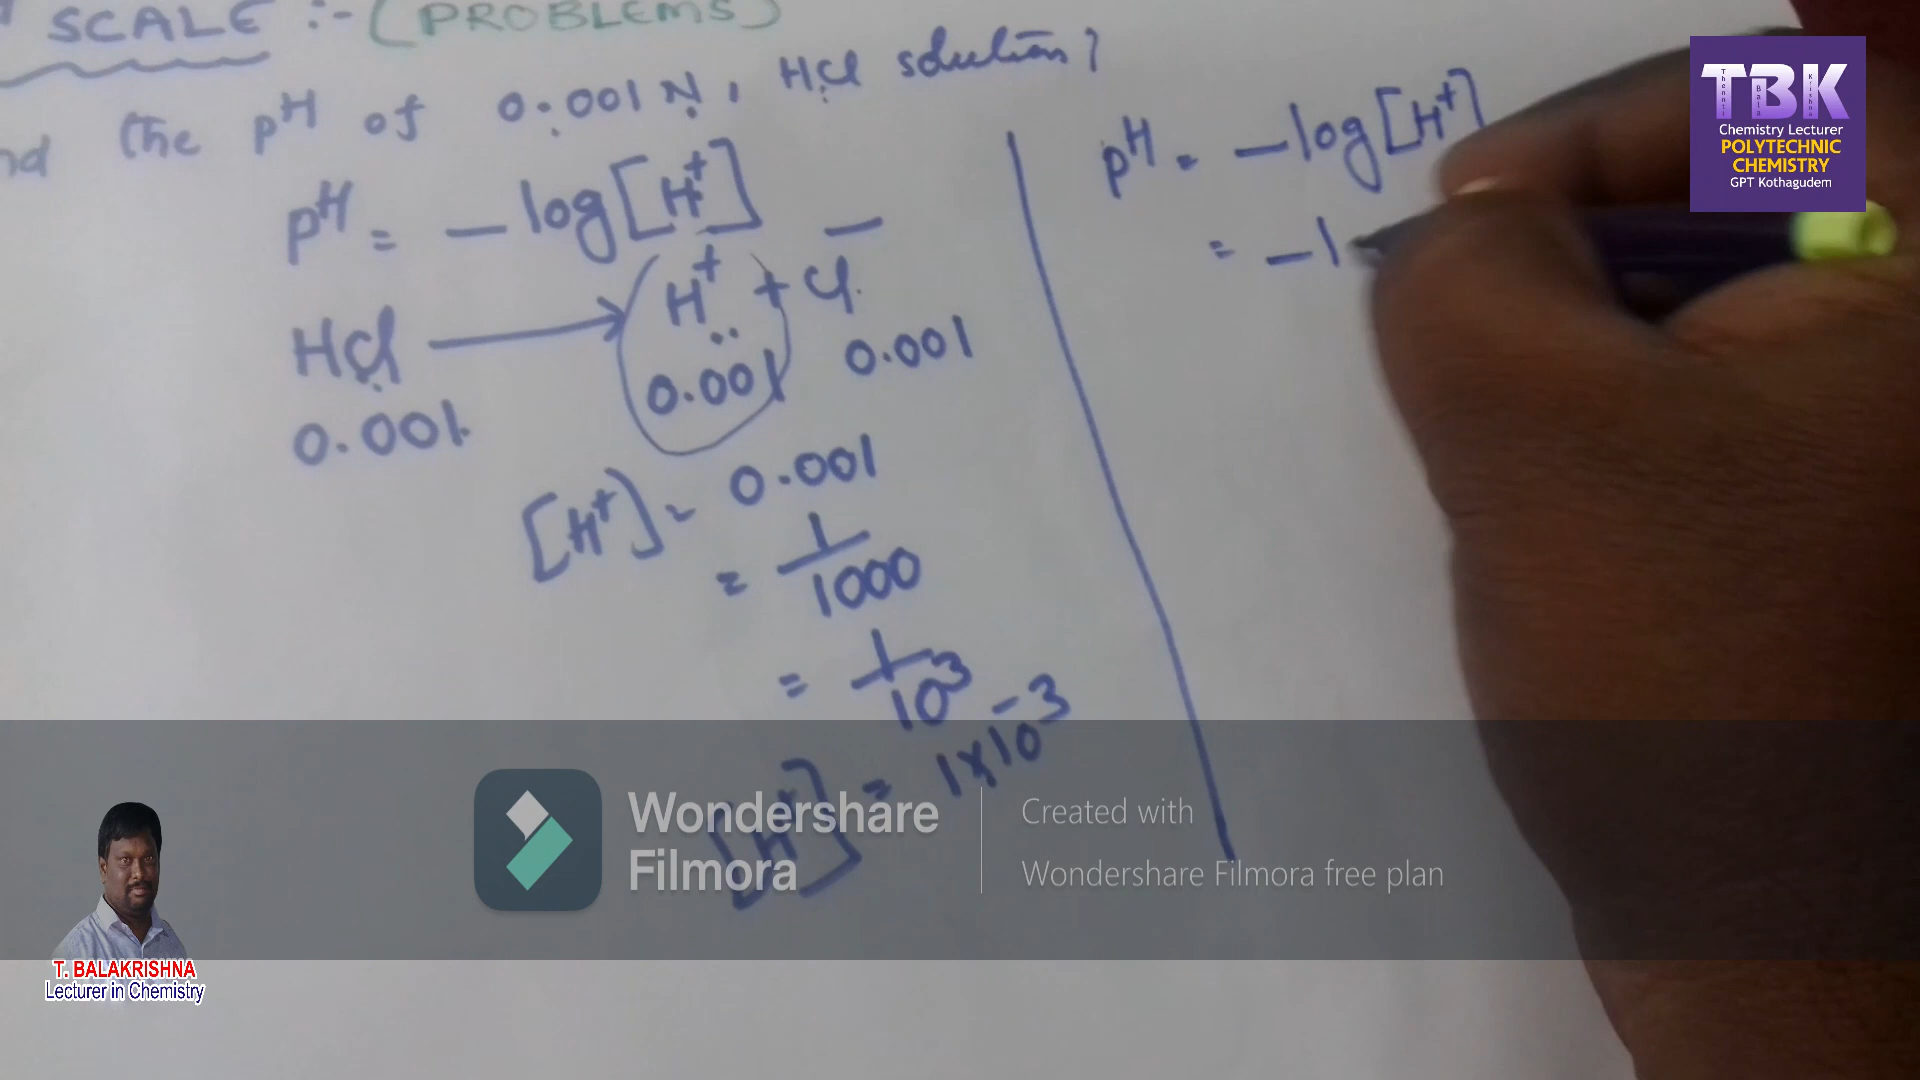 SCALE :- (PROBLEMS)
nd the pH of 0.001 N, HCl solution?
pH = -log[H+]
HCl → H+ + Cl-
0.001 0.001 0.001
[H+] = 0.001
= 1/1000
= 1/10³
[H+] = 1x10-3
pH = -log[H+]
= -l
TBK
Chemistry Lecturer
POLYTECHNIC
CHEMISTRY
GPT Kothagudem
Wondershare
Filmora
Created with
Wondershare Filmora free plan
T. BALAKRISHNA
Lecturer in Chemistry